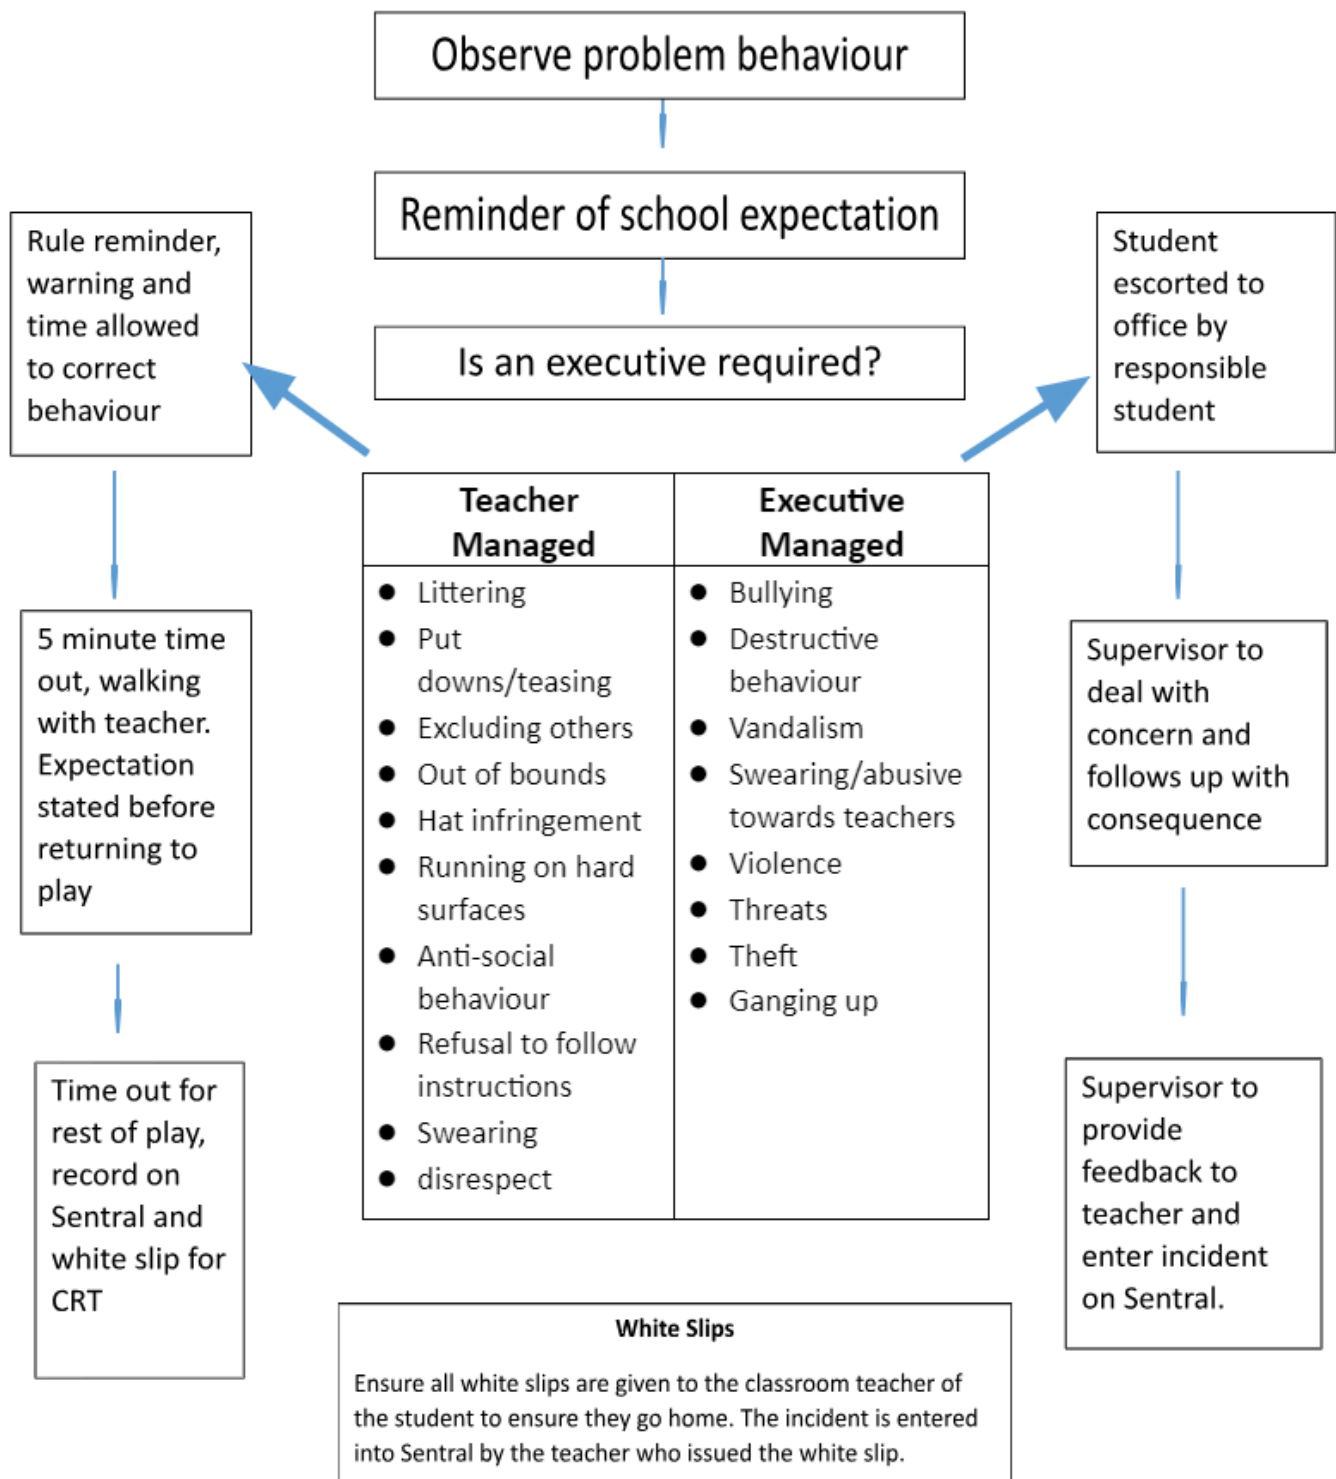 Observe problem behaviour
Reminder of school expectation
Is an executive required?
Rule reminder,
warning and
time allowed
to correct
behaviour
5 minute time
out, walking
with teacher.
Expectation
stated before
returning to
play
Time out for
rest of play,
record on
Sentral and
white slip for
CRT
Teacher
Managed
● Littering
● Put
downs/teasing
● Excluding others
● Out of bounds
● Hat infringement
● Running on hard
surfaces
● Anti-social
behaviour
● Refusal to follow
instructions
● Swearing
● disrespect
Executive
Managed
● Bullying
● Destructive
behaviour
● Vandalism
● Swearing/abusive
towards teachers
● Violence
● Threats
● Theft
● Ganging up
Student
escorted to
office by
responsible
student
Supervisor to
deal with
concern and
follows up with
consequence
Supervisor to
provide
feedback to
teacher and
enter incident
on Sentral.
White Slips
Ensure all white slips are given to the classroom teacher of
the student to ensure they go home. The incident is entered
into Sentral by the teacher who issued the white slip.